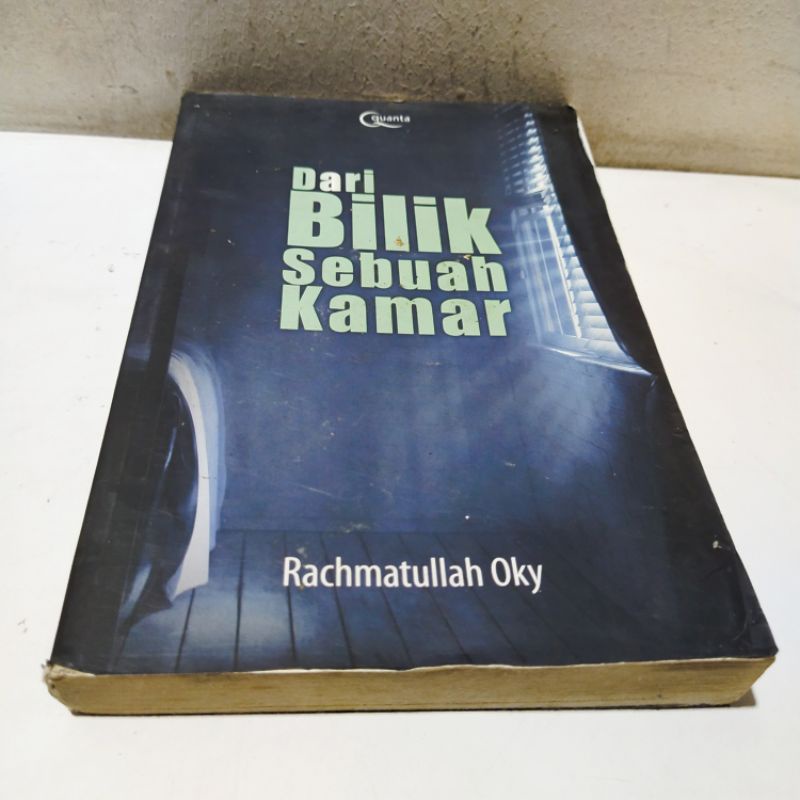 Quanta
Dari
Bilik
Sebuah
Kamar
Rachmatullah Oky